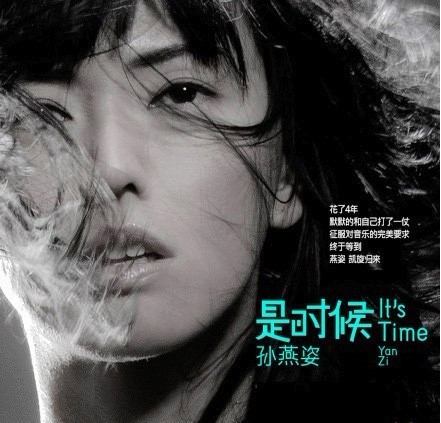 花了4年
默默的和自己打了一仗
征服对音乐的完美要求
终于等到
燕姿 凯旋归来
是时候 It's Time
孙燕姿 Yan Zi